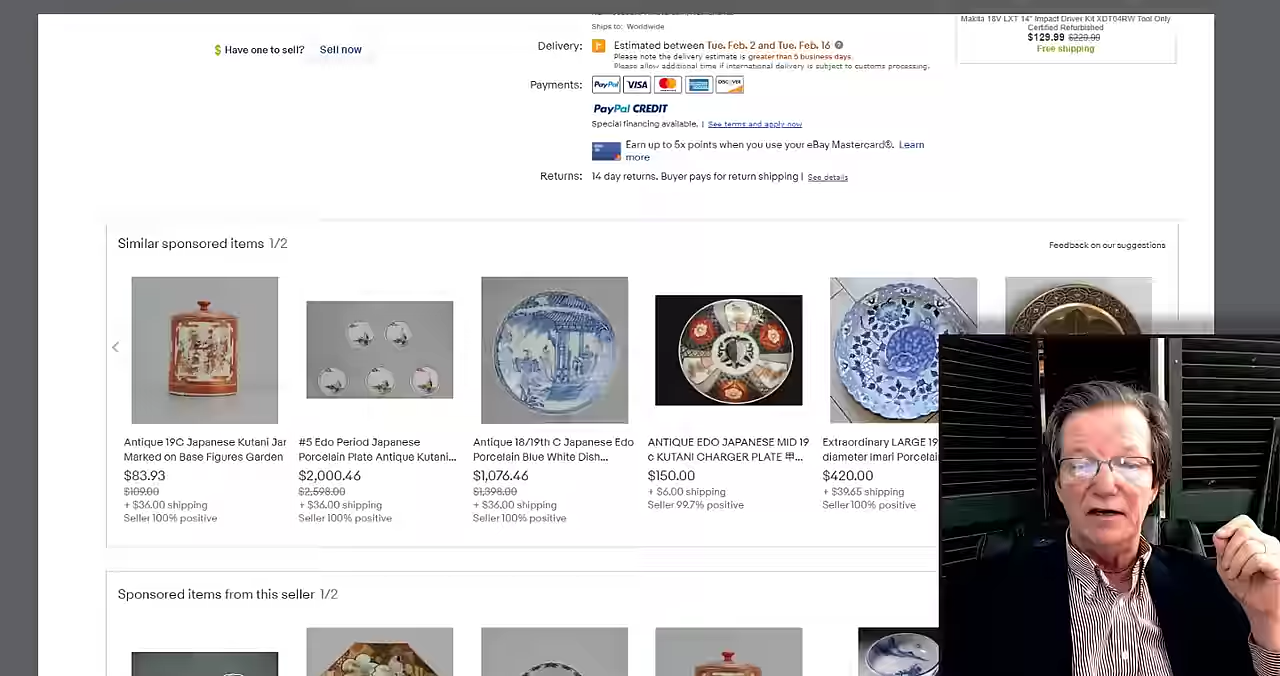 Makita 18V LXT 14" Impact Driver Kit XDT04RW Tool Only
Certified Refurbished
$129.99 $229.99
Free shipping
Ships to: Worldwide
$ Have one to sell? Sell now
Delivery: Estimated between Tue. Feb. 2 and Tue. Feb. 16
Please note the delivery estimate is greater than 5 business days.
Please allow additional time if international delivery is subject to customs processing.
Payments: PayPal VISA DISCOVER
PayPal CREDIT
Special financing available. | See terms and apply now
Earn up to 5x points when you use your eBay Mastercard®. Learn
more
Returns: 14 day returns. Buyer pays for return shipping | See details
Similar sponsored items 1/2
Feedback on our suggestions
Antique 19C Japanese Kutani Jar
Marked on Base Figures Garden
$83.93
$109.00
+ $36.00 shipping
Seller 100% positive
#5 Edo Period Japanese
Porcelain Plate Antique Kutani...
$2,000.46
$2,598.00
+ $36.00 shipping
Seller 100% positive
Antique 18/19th C Japanese Edo
Porcelain Blue White Dish...
$1,076.46
$1,398.00
+ $36.00 shipping
Seller 100% positive
ANTIQUE EDO JAPANESE MID 19
c KUTANI CHARGER PLATE 甲...
$150.00
+ $6.00 shipping
Seller 99.7% positive
Extraordinary LARGE 19
diameter Imari Porcelai
$420.00
+ $39.65 shipping
Seller 100% positive
Sponsored items from this seller 1/2